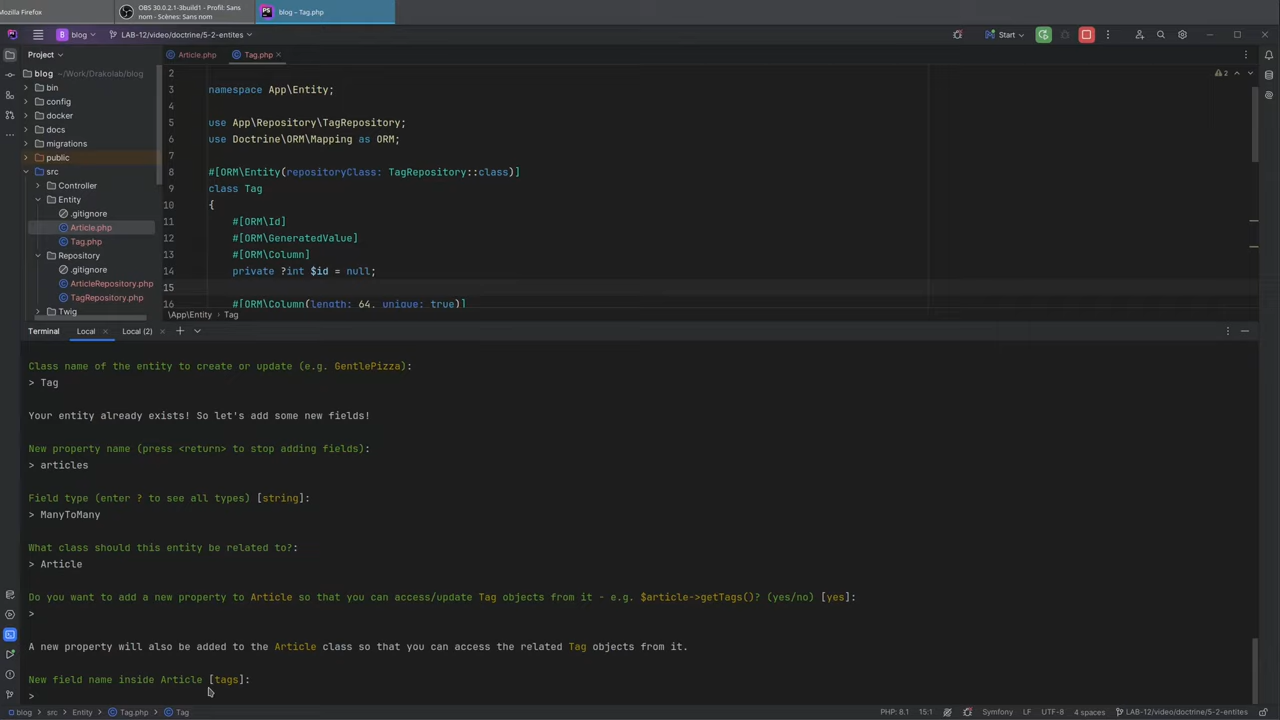 Mozilla Firefox
OBS 30.0.2.1-3build1 - Profil: Sans
nom - Scènes: Sans nom
blog – Tag.php
blog
LAB-12/video/doctrine/5-2-entites
Start
Project
Article.php
Tag.php
blog ~/Work/Drakolab/blog
bin
config
docker
docs
migrations
public
src
Controller
Entity
.gitignore
Article.php
Tag.php
Repository
.gitignore
ArticleRepository.php
TagRepository.php
Twig
2
2
3 namespace App\Entity;
4
5 use App\Repository\TagRepository;
6 use Doctrine\ORM\Mapping as ORM;
7
8 #[ORM\Entity(repositoryClass: TagRepository::class)]
9 class Tag
10 {
11 #[ORM\Id]
12 #[ORM\GeneratedValue]
13 #[ORM\Column]
14 private ?int $id = null;
15
16 #[ORM\Column(length: 64, unique: true)]
\App\Entity › Tag
Terminal Local Local (2)
Class name of the entity to create or update (e.g. GentlePizza):
> Tag
Your entity already exists! So let's add some new fields!
New property name (press <return> to stop adding fields):
> articles
Field type (enter ? to see all types) [string]:
> ManyToMany
What class should this entity be related to?:
> Article
Do you want to add a new property to Article so that you can access/update Tag objects from it - e.g. $article->getTags()? (yes/no) [yes]:
>
A new property will also be added to the Article class so that you can access the related Tag objects from it.
New field name inside Article [tags]:
>
blog › src › Entity › Tag.php › Tag
PHP: 8.1 15:1 Symfony LF UTF-8 4 spaces LAB-12/video/doctrine/5-2-entites